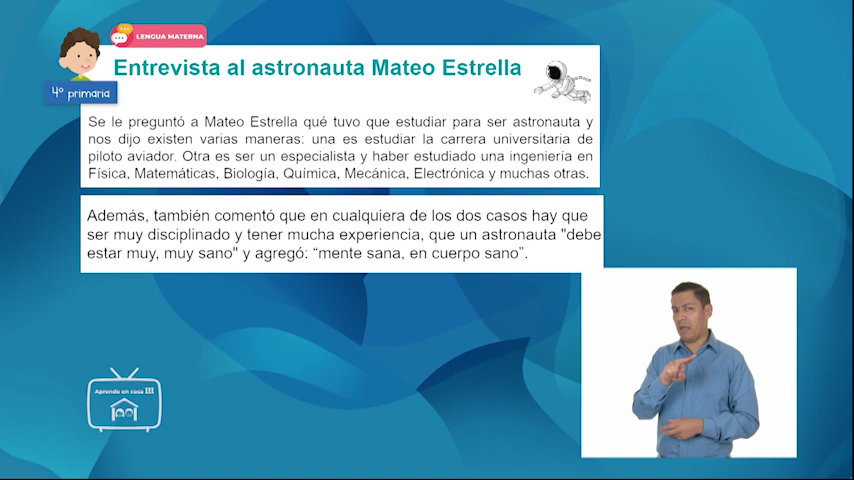 LENGUA MATERNA
4º primaria
Entrevista al astronauta Mateo Estrella
Se le preguntó a Mateo Estrella qué tuvo que estudiar para ser astronauta y
nos dijo existen varias maneras: una es estudiar la carrera universitaria de
piloto aviador. Otra es ser un especialista y haber estudiado una ingeniería en
Física, Matemáticas, Biología, Química, Mecánica, Electrónica y muchas otras.
Además, también comentó que en cualquiera de los dos casos hay que
ser muy disciplinado y tener mucha experiencia, que un astronauta "debe
estar muy, muy sano" y agregó: “mente sana, en cuerpo sano”.
Aprende en casa III